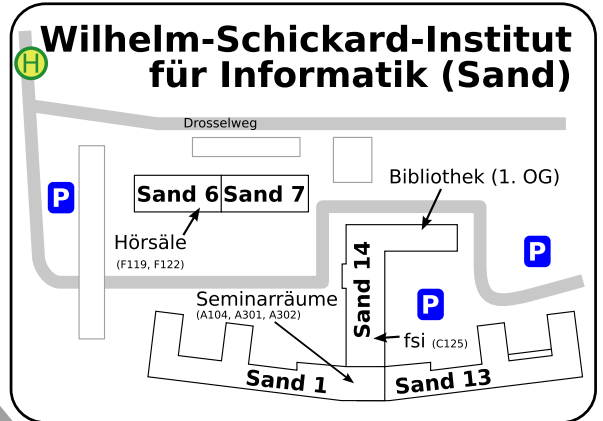 Wilhelm-Schickard-Institut
für Informatik (Sand)
H
Drosselweg
P
Sand 6
Sand 7
Bibliothek (1. OG)
Hörsäle
(F119, F122)
P
Sand 14
Seminarräume
(A104, A301, A302)
P
fsi (C125)
Sand 1
Sand 13